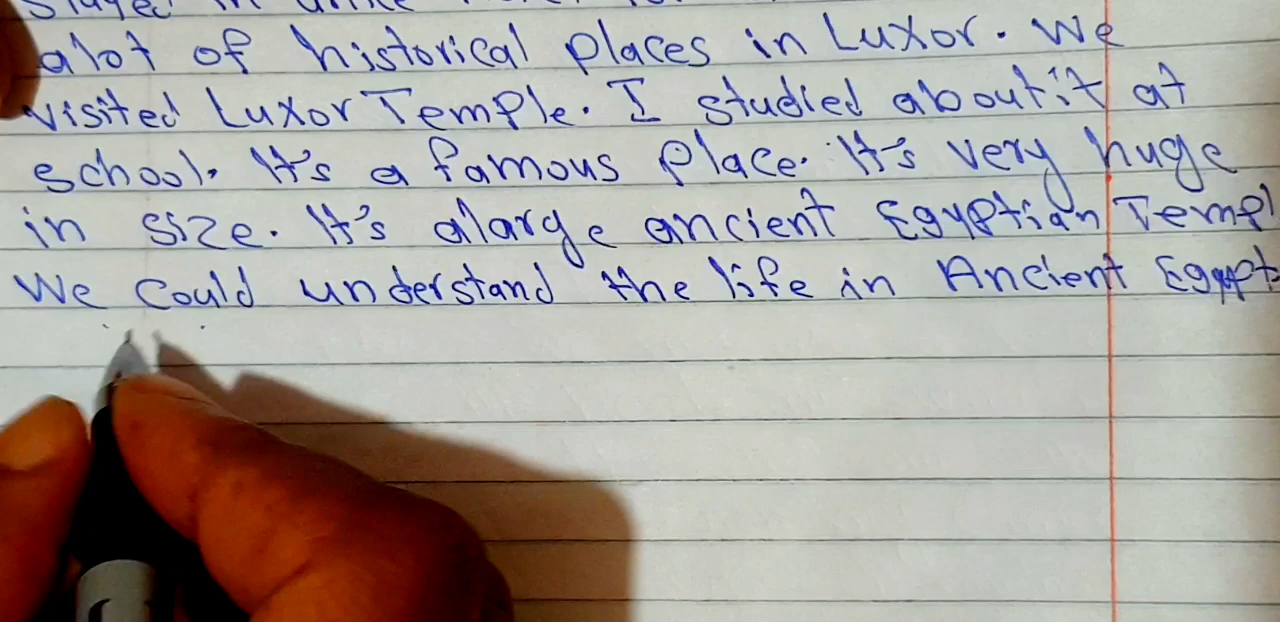 alot of historical places in Luxor. We
visited Luxor Temple. I studied about it at
school. It's a famous place. It's very huge
in size. It's alarge ancient Egyptian Templ
We could understand the life in Ancient Egypt